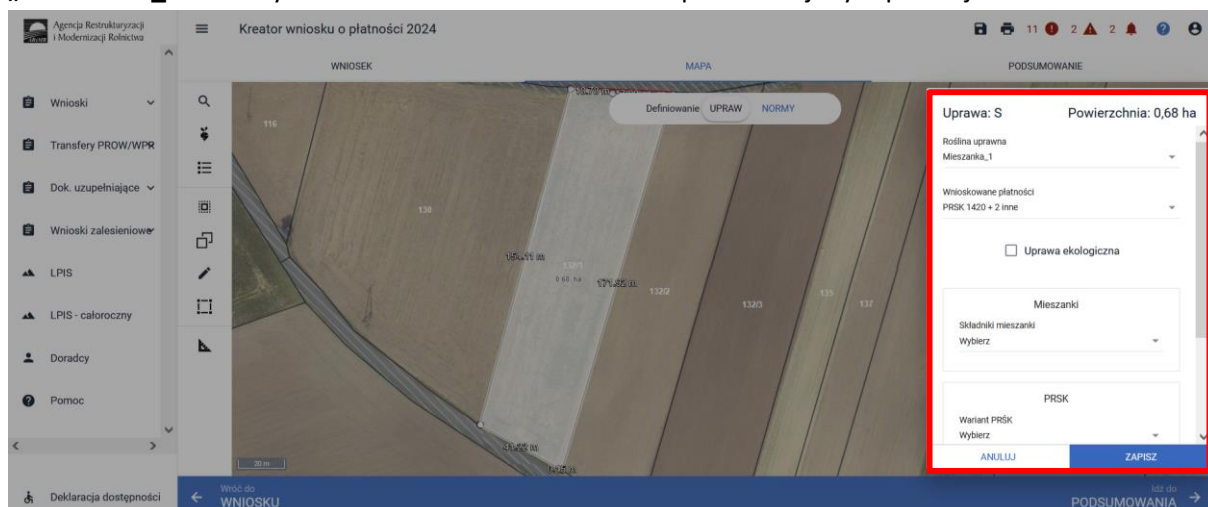 Agencja Restrukturyzacji
i Modernizacji Rolnictwa
Kreator wniosku o płatności 2024
11 2 2
WNIOSEK MAPA PODSUMOWANIE
Wnioski
Transfery PROW/WPR
Dok. uzupełniające
Wnioski zalesieniowe
LPIS
LPIS - całoroczny
Doradcy
Pomoc
Deklaracja dostępności
Definiowanie UPRAW NORMY
116
130
132/1
0.68 ha
171.92 m
132/2
132/3
135
137
20 m
Uprawa: S Powierzchnia: 0,68 ha
Roślina uprawna
Mieszanka_1
Wnioskowane płatności
PRSK 1420 + 2 inne
Uprawa ekologiczna
Mieszanki
Składniki mieszanki
Wybierz
PRSK
Wariant PRŚK
Wybierz
ANULUJ ZAPISZ
Wróć do
WNIOSKU
Idź do
PODSUMOWANIA